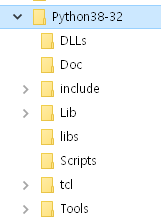 Python38-32
DLLs
Doc
include
Lib
libs
Scripts
tcl
Tools